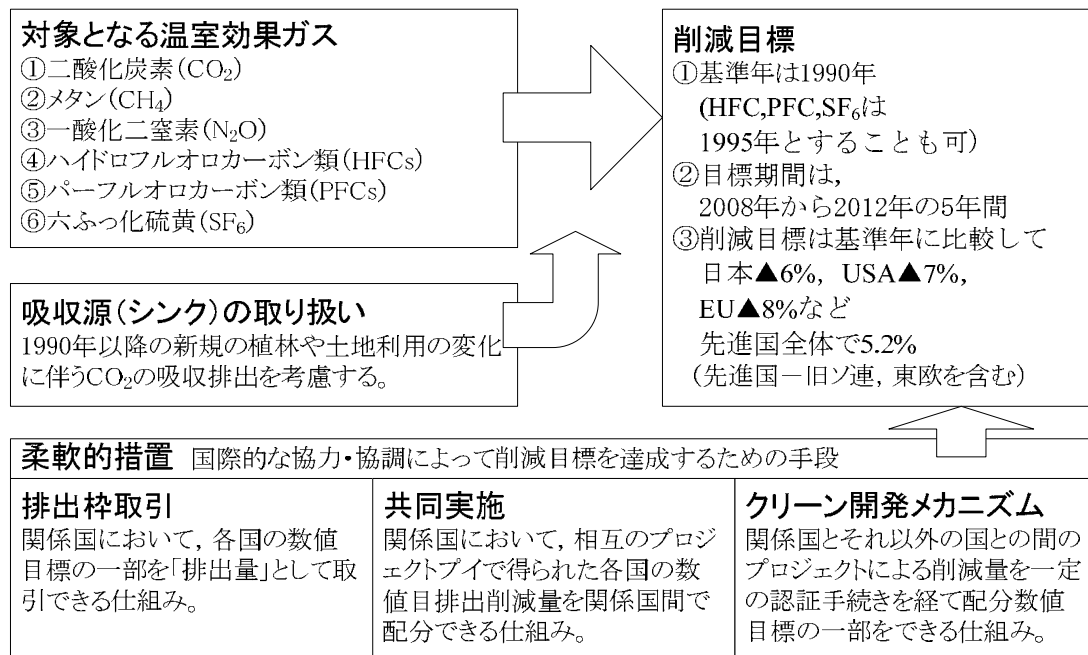 対象となる温室効果ガス
①二酸化炭素(CO₂)
②メタン(CH₄)
③一酸化二窒素(N₂O)
④ハイドロフルオロカーボン類(HFCs)
⑤パーフルオロカーボン類(PFCs)
⑥六ふっ化硫黄(SF₆)
吸収源(シンク)の取り扱い
1990年以降の新規の植林や土地利用の変化
に伴うCO₂の吸収排出を考慮する。
削減目標
①基準年は1990年
(HFC,PFC,SF₆は
1995年とすることも可)
②目標期間は,
2008年から2012年の5年間
③削減目標は基準年に比較して
日本▲6%, USA▲7%,
EU▲8%など
先進国全体で5.2%
(先進国－旧ソ連, 東欧を含む)
柔軟的措置 国際的な協力・協調によって削減目標を達成するための手段
排出枠取引
関係国において, 各国の数値
目標の一部を「排出量」として取
引できる仕組み。
共同実施
関係国において, 相互のプロジ
ェクトプイで得られた各国の数
値目排出削減量を関係国間で
配分できる仕組み。
クリーン開発メカニズム
関係国とそれ以外の国との間の
プロジェクトによる削減量を一定
の認証手続きを経て配分数値
目標の一部をできる仕組み。